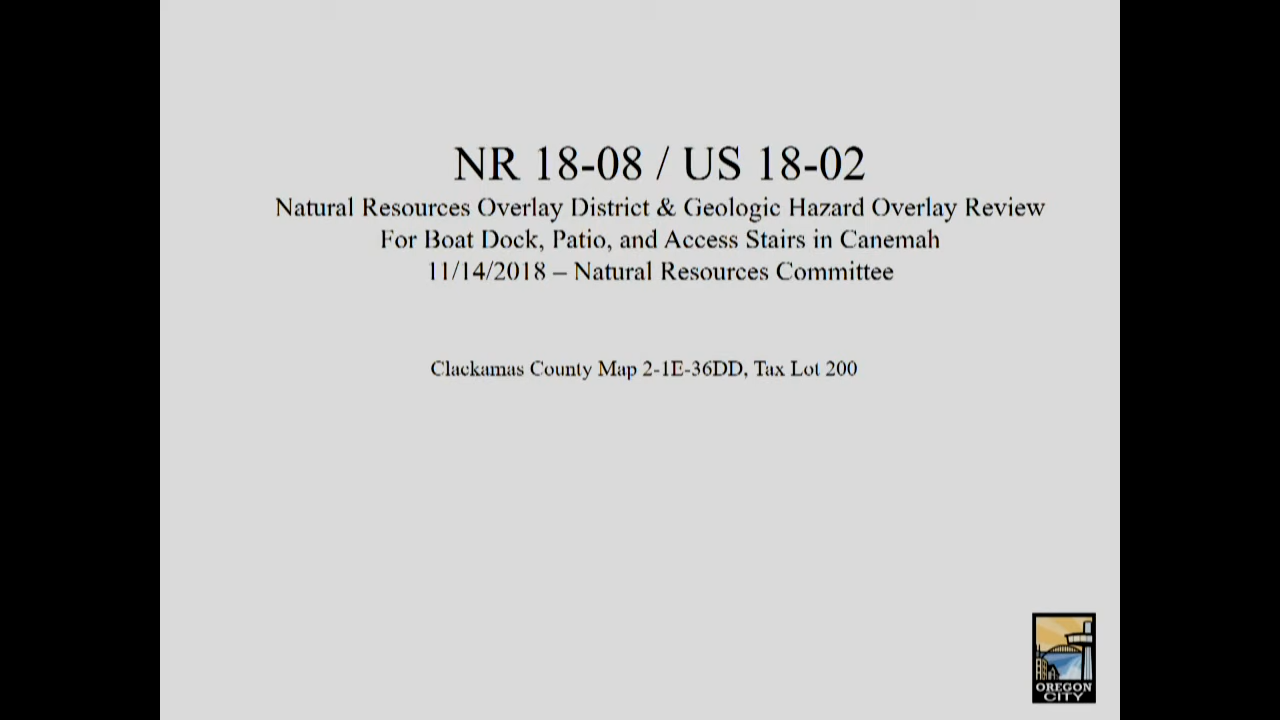 NR 18-08 / US 18-02
Natural Resources Overlay District & Geologic Hazard Overlay Review
For Boat Dock, Patio, and Access Stairs in Canemah
11/14/2018 – Natural Resources Committee
Clackamas County Map 2-1E-36DD, Tax Lot 200
OREGON
CITY